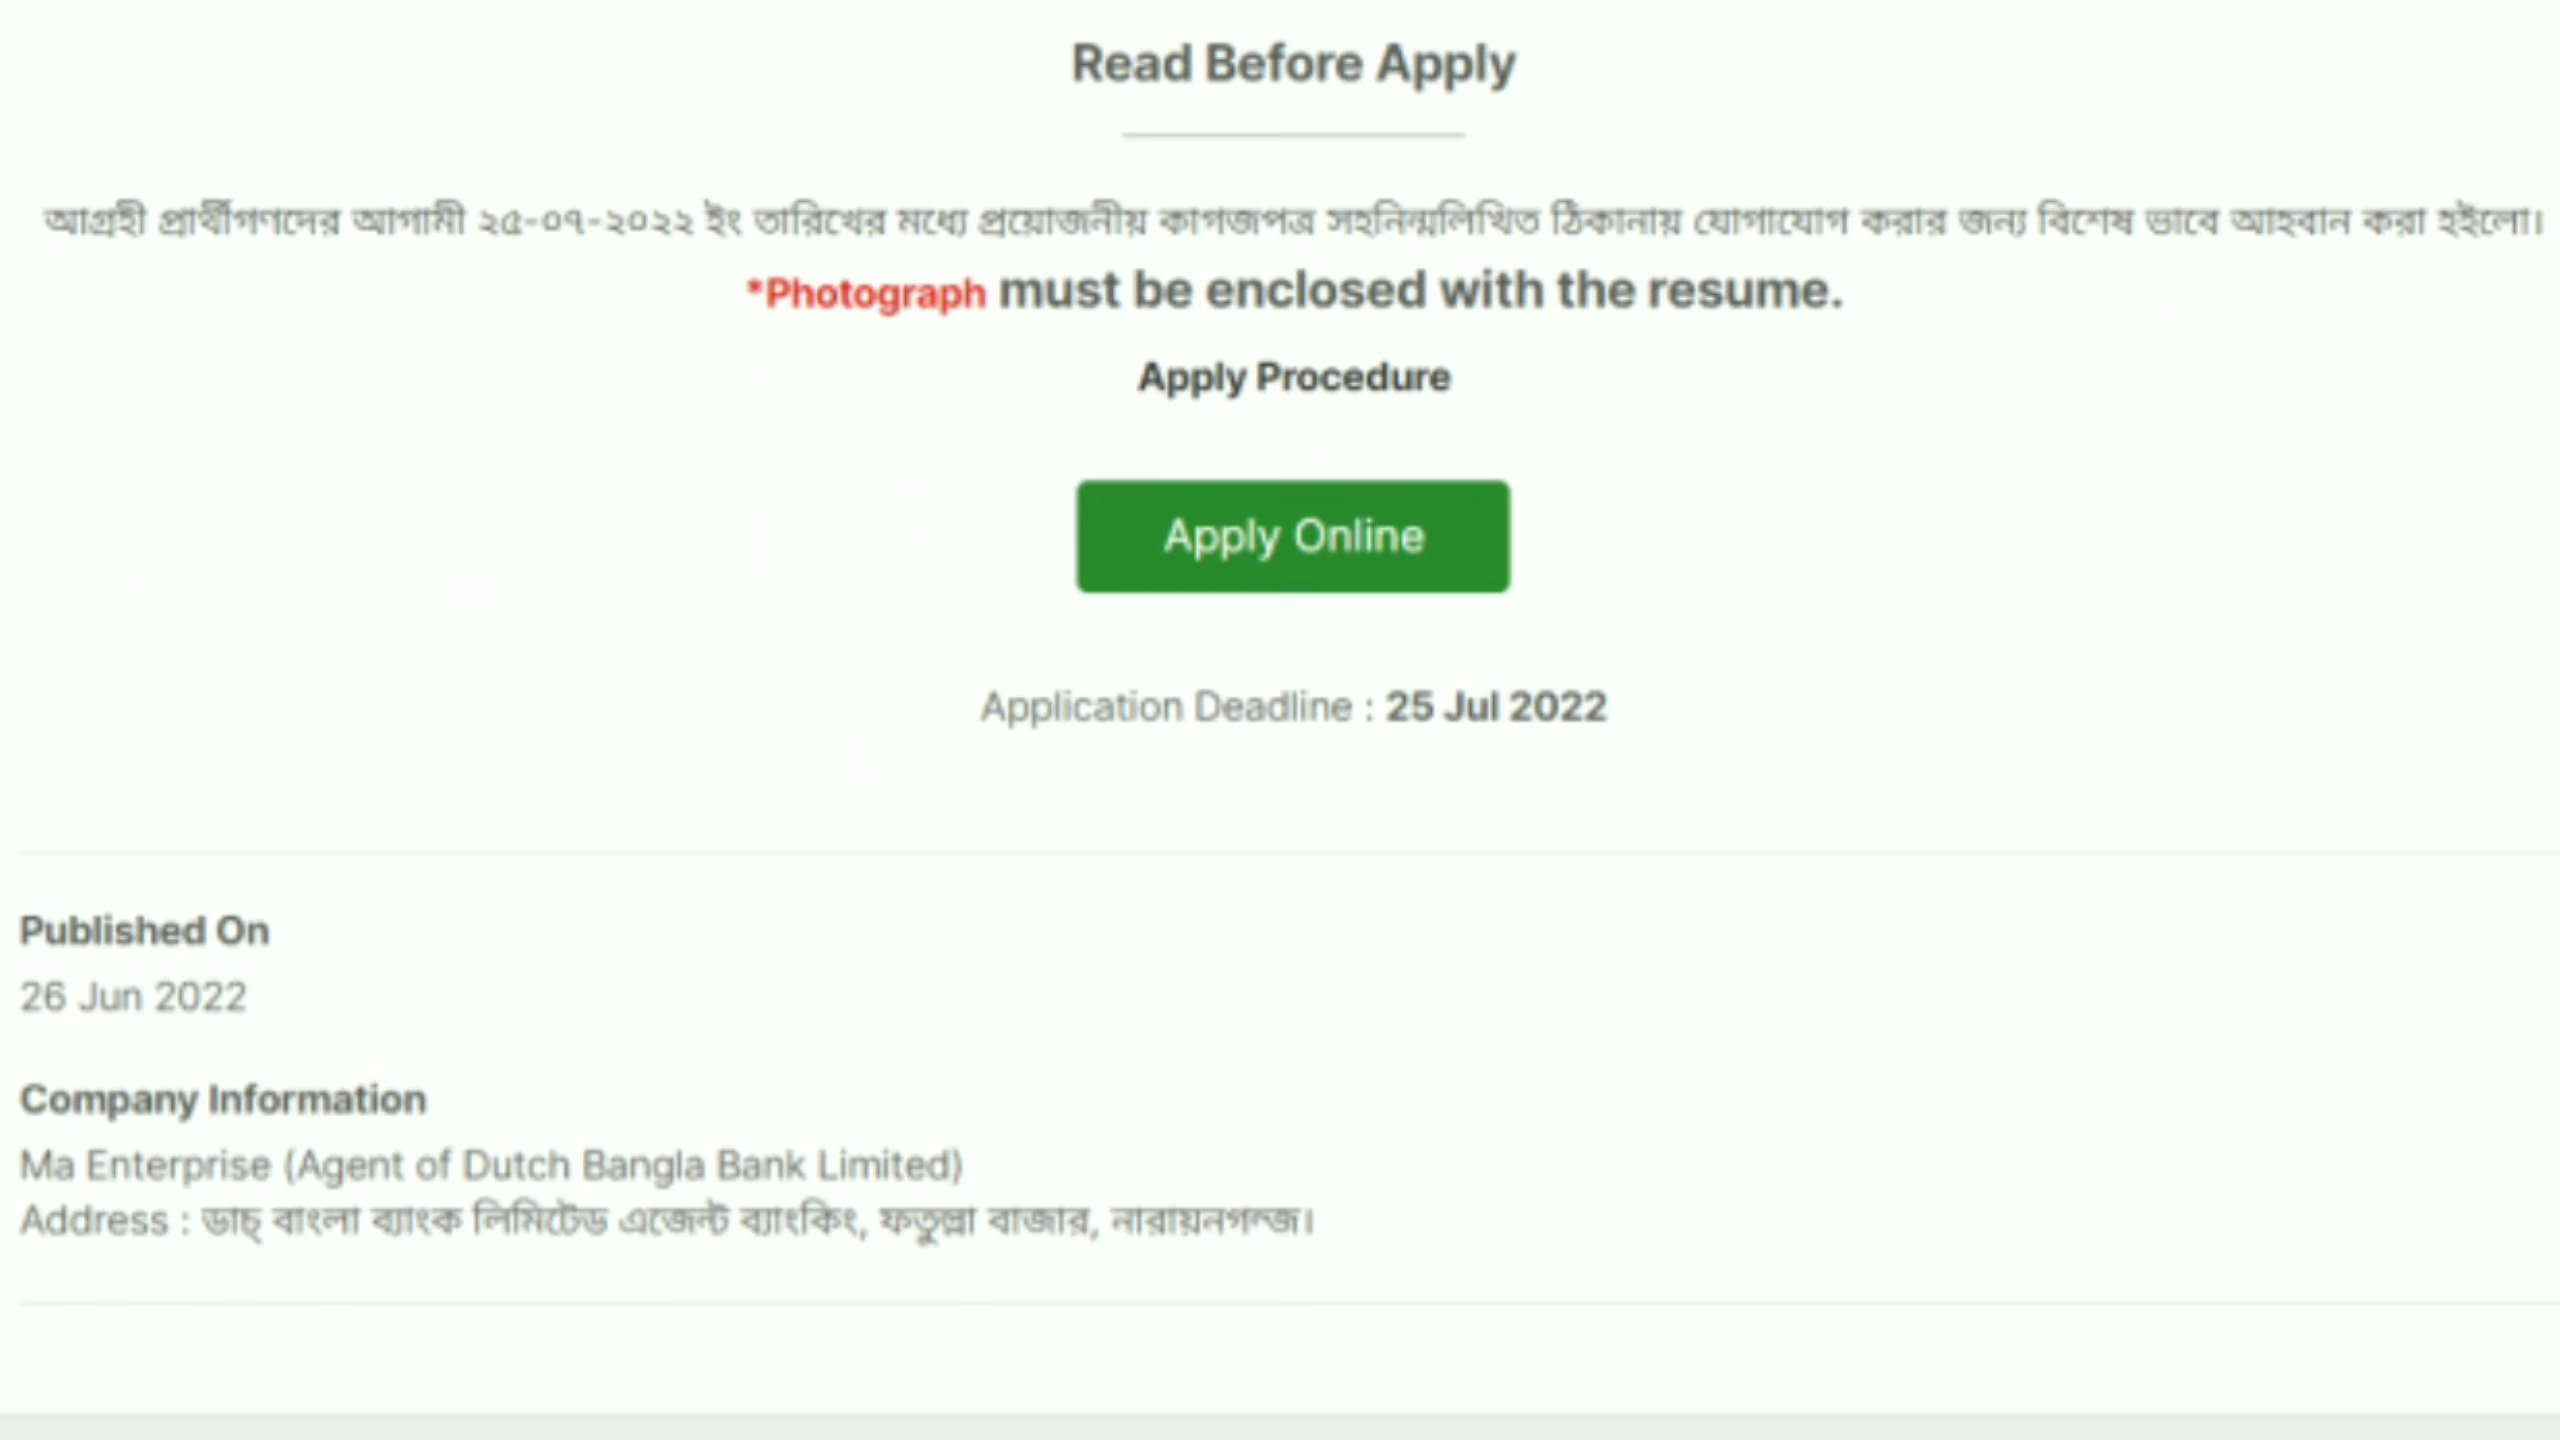 Read Before Apply
আগ্রহী প্রার্থীগণদের আগামী ২৫-০৭-২০২২ ইং তারিখের মধ্যে প্রয়োজনীয় কাগজপত্র সহনিন্মলিখিত ঠিকানায় যোগাযোগ করার জন্য বিশেষ ভাবে আহবান করা হইলো।
*Photograph must be enclosed with the resume.
Apply Procedure
Apply Online
Application Deadline : 25 Jul 2022
Published On
26 Jun 2022
Company Information
Ma Enterprise (Agent of Dutch Bangla Bank Limited)
Address : ডাচ্ বাংলা ব্যাংক লিমিটেড এজেন্ট ব্যাংকিং, ফতুল্লা বাজার, নারায়নগন্জ।